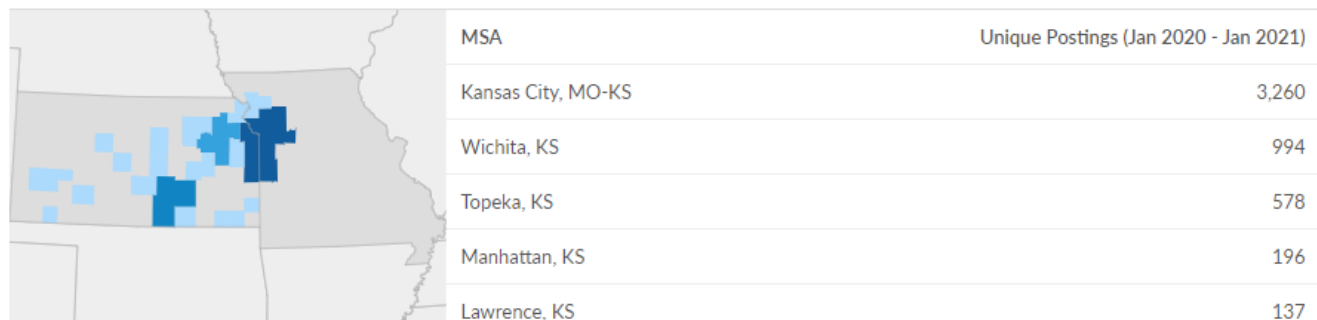 MSA Unique Postings (Jan 2020 - Jan 2021)
Kansas City, MO-KS 3,260
Wichita, KS 994
Topeka, KS 578
Manhattan, KS 196
Lawrence, KS 137